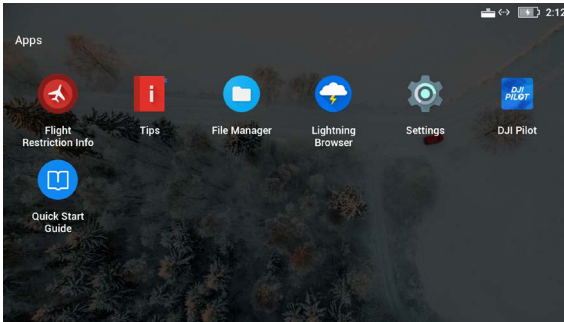 2:12
Apps
DJI
PILOT
Flight
Restriction Info
Tips
File Manager
Lightning
Browser
Settings
DJI Pilot
Quick Start
Guide